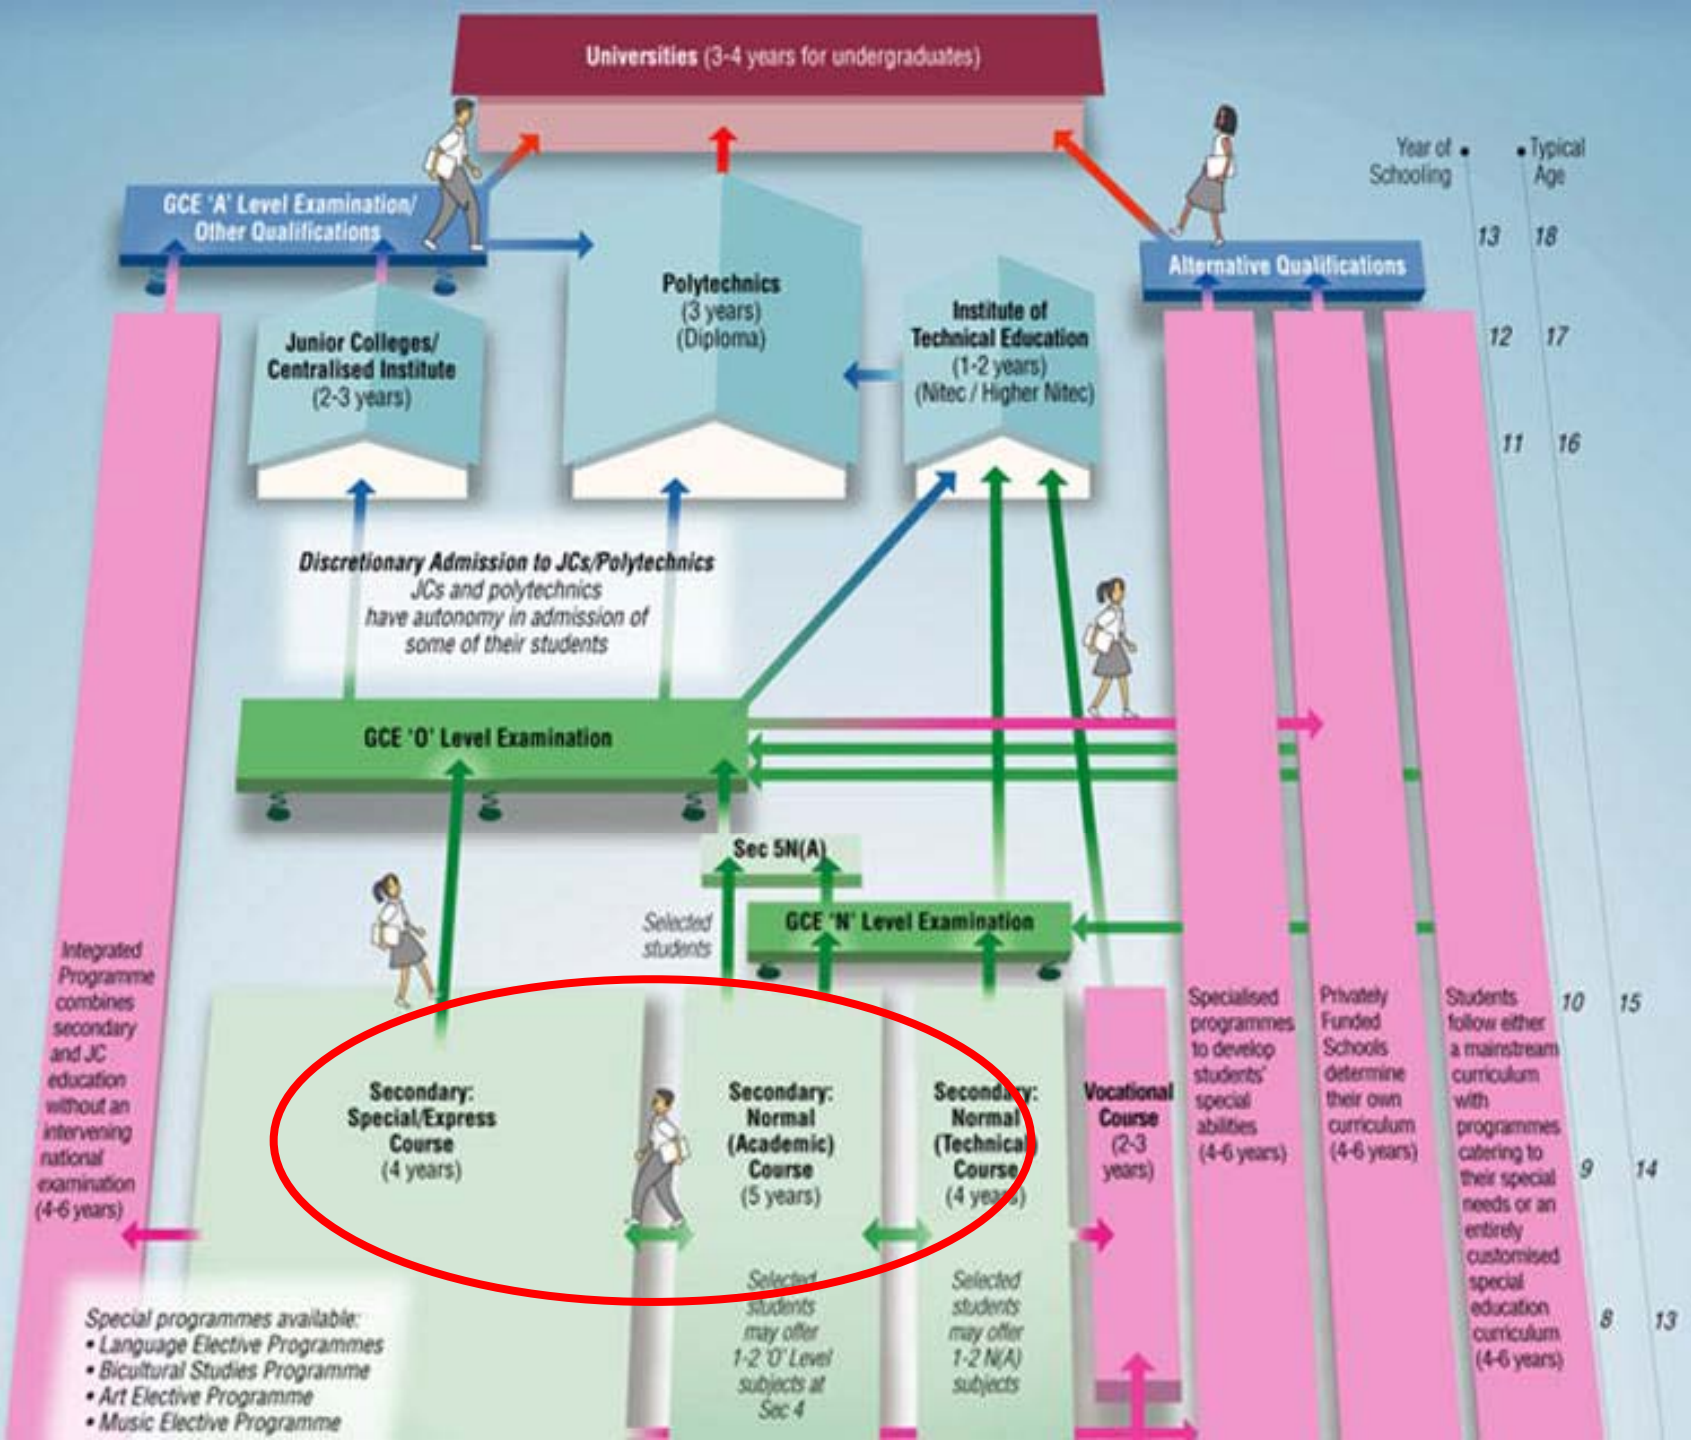 Universities (3-4 years for undergraduates)
Year of
Schooling
Typical
Age
GCE 'A' Level Examination/
Other Qualifications
13
18
Alternative Qualifications
Polytechnics
(3 years)
(Diploma)
Institute of
Technical Education
(1-2 years)
(Nitec / Higher Nitec)
Junior Colleges/
Centralised Institute
(2-3 years)
12
17
11
16
Discretionary Admission to JCs/Polytechnics
JCs and polytechnics
have autonomy in admission of
some of their students
GCE 'O' Level Examination
Sec 5N(A)
Selected
students
GCE 'N' Level Examination
Integrated
Programme
combines
secondary
and JC
education
without an
intervening
national
examination
(4-6 years)
Secondary:
Special/Express
Course
(4 years)
Secondary:
Normal
(Academic)
Course
(5 years)
Secondary:
Normal
(Technical)
Course
(4 years)
Vocational
Course
(2-3
years)
Specialised
programmes
to develop
students'
special
abilities
(4-6 years)
Privately
Funded
Schools
determine
their own
curriculum
(4-6 years)
Students
follow either
a mainstream
curriculum
with
programmes
catering to
their special
needs or an
entirely
customised
special
education
curriculum
(4-6 years)
10
15
9
14
8
13
Selected
students
may offer
1-2 'O' Level
subjects at
Sec 4
Selected
students
may offer
1-2 N(A)
subjects
Special programmes available:
• Language Elective Programmes
• Bicultural Studies Programme
• Art Elective Programme
• Music Elective Programme